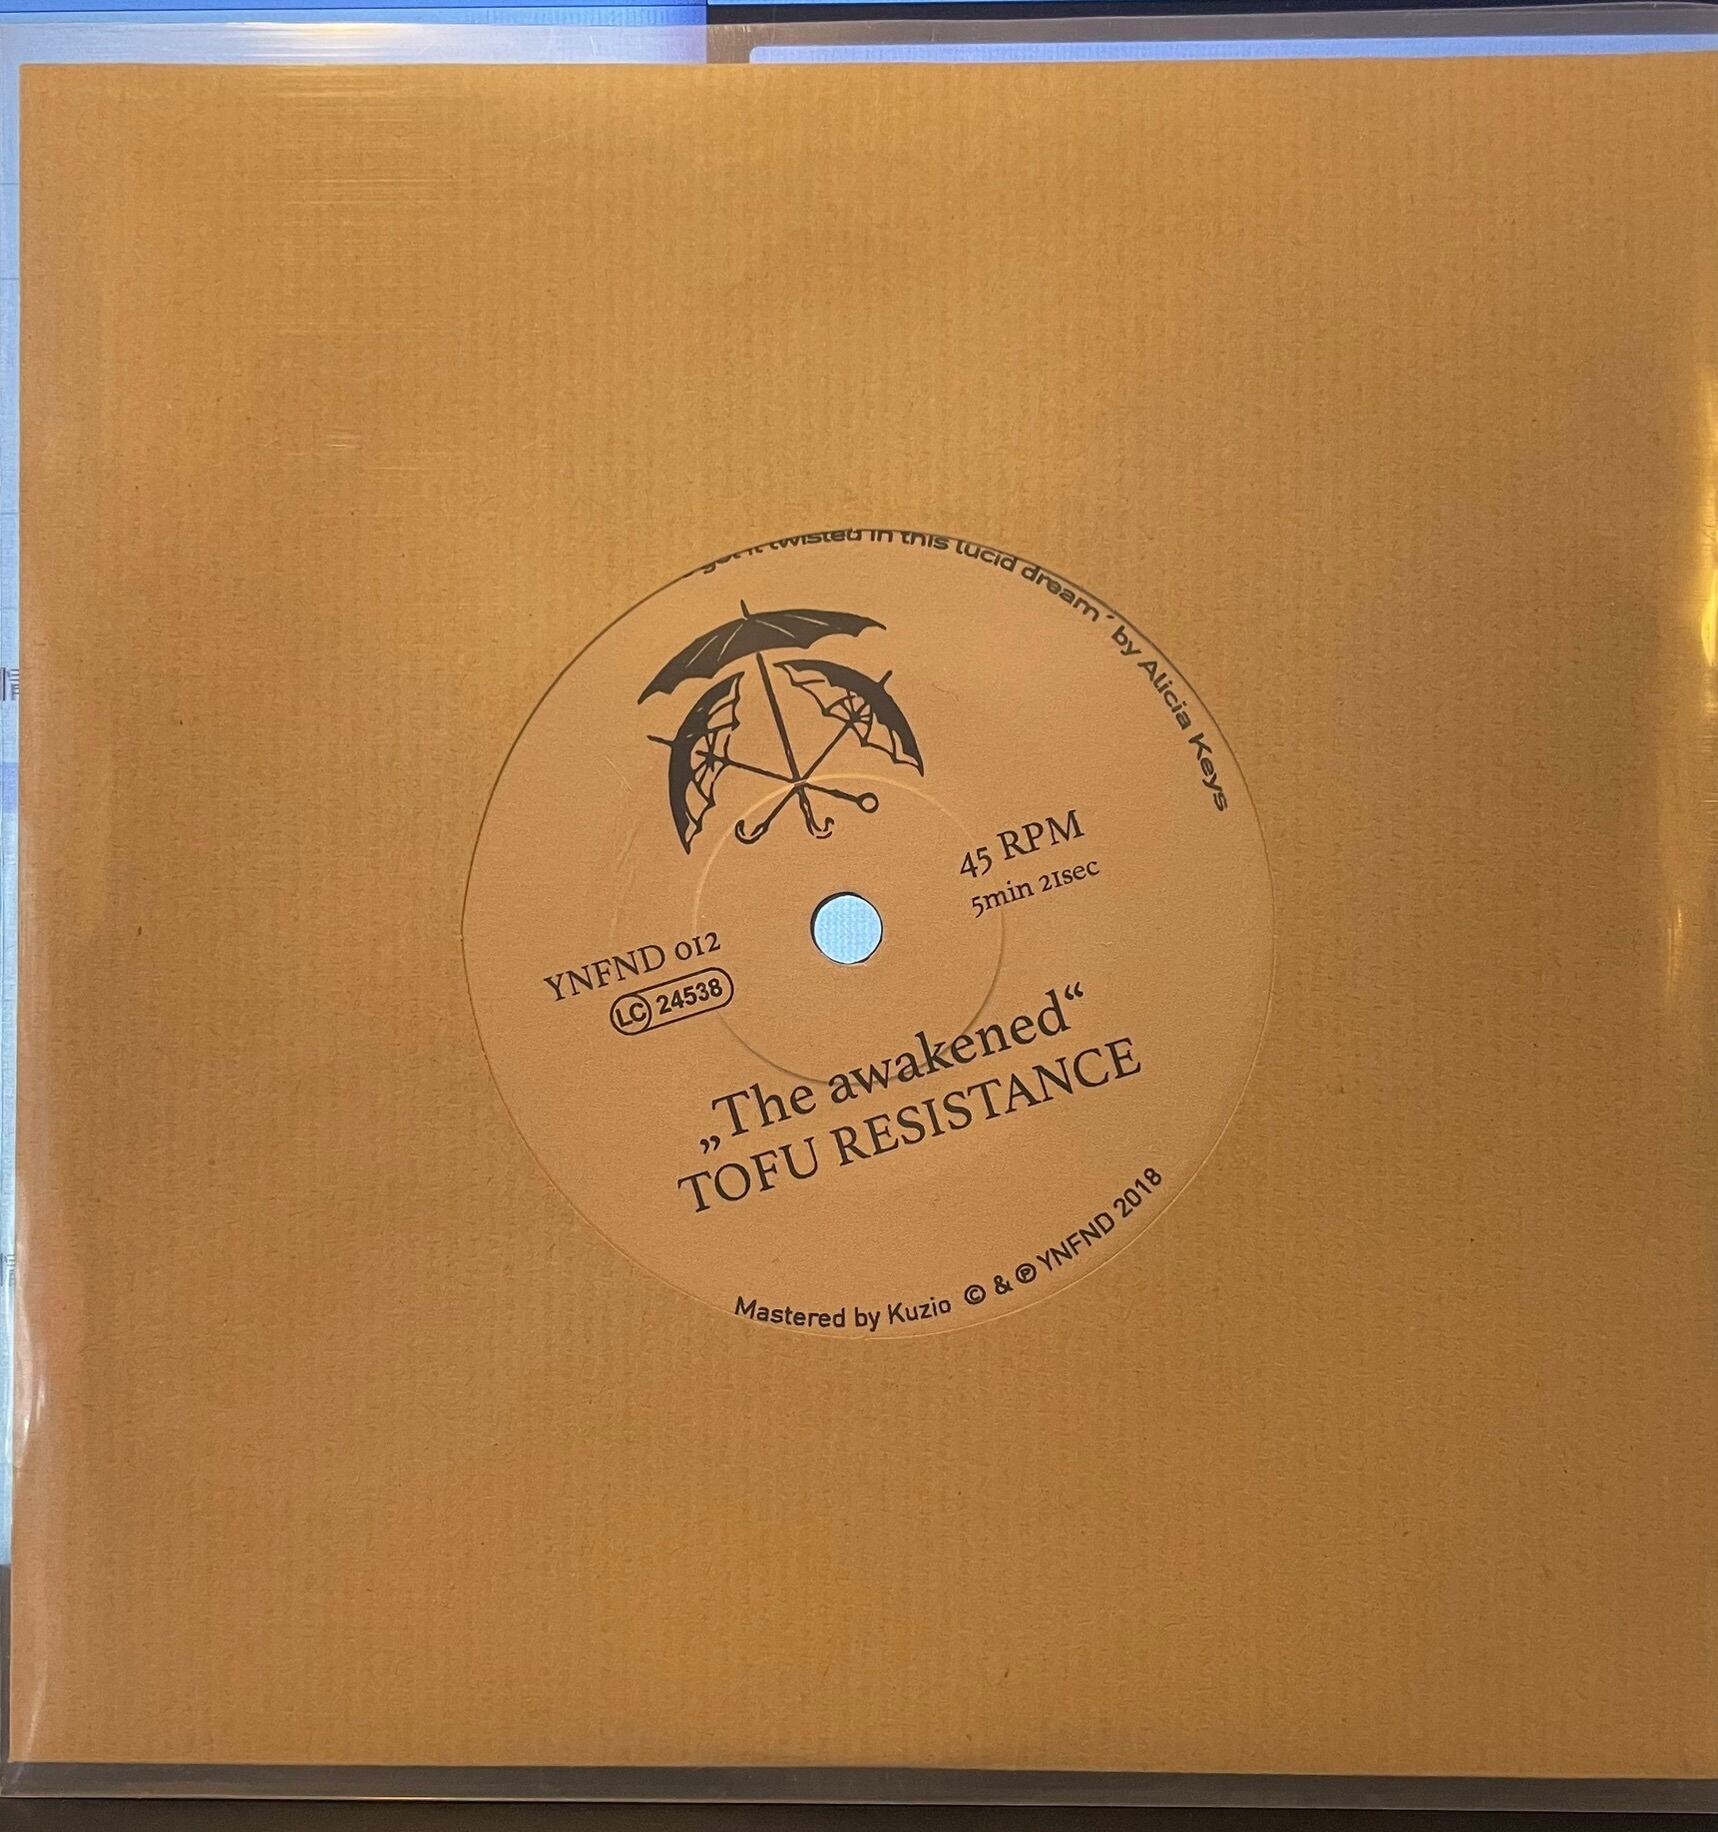 it twisted in this lucid dream´ by Alicia Keys
45 RPM
5min 21sec
YNFND 012
LC 24538
„The awakened“
TOFU RESISTANCE
Mastered by Kuzio © & ℗ YNFND 2018